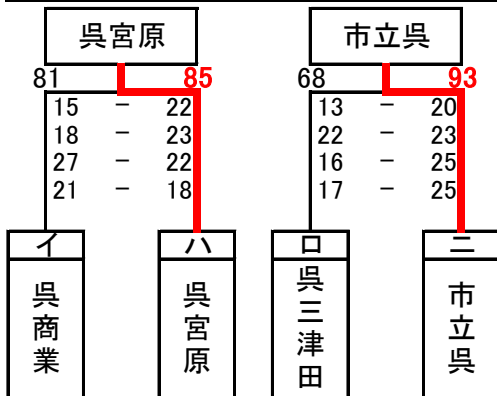 呉宮原 市立呉
81 85 68 93
15 － 22 13 － 20
18 － 23 22 － 23
27 － 22 16 － 25
21 － 18 17 － 25
イ ハ ロ ニ
呉商業 呉宮原 呉三津田 市立呉